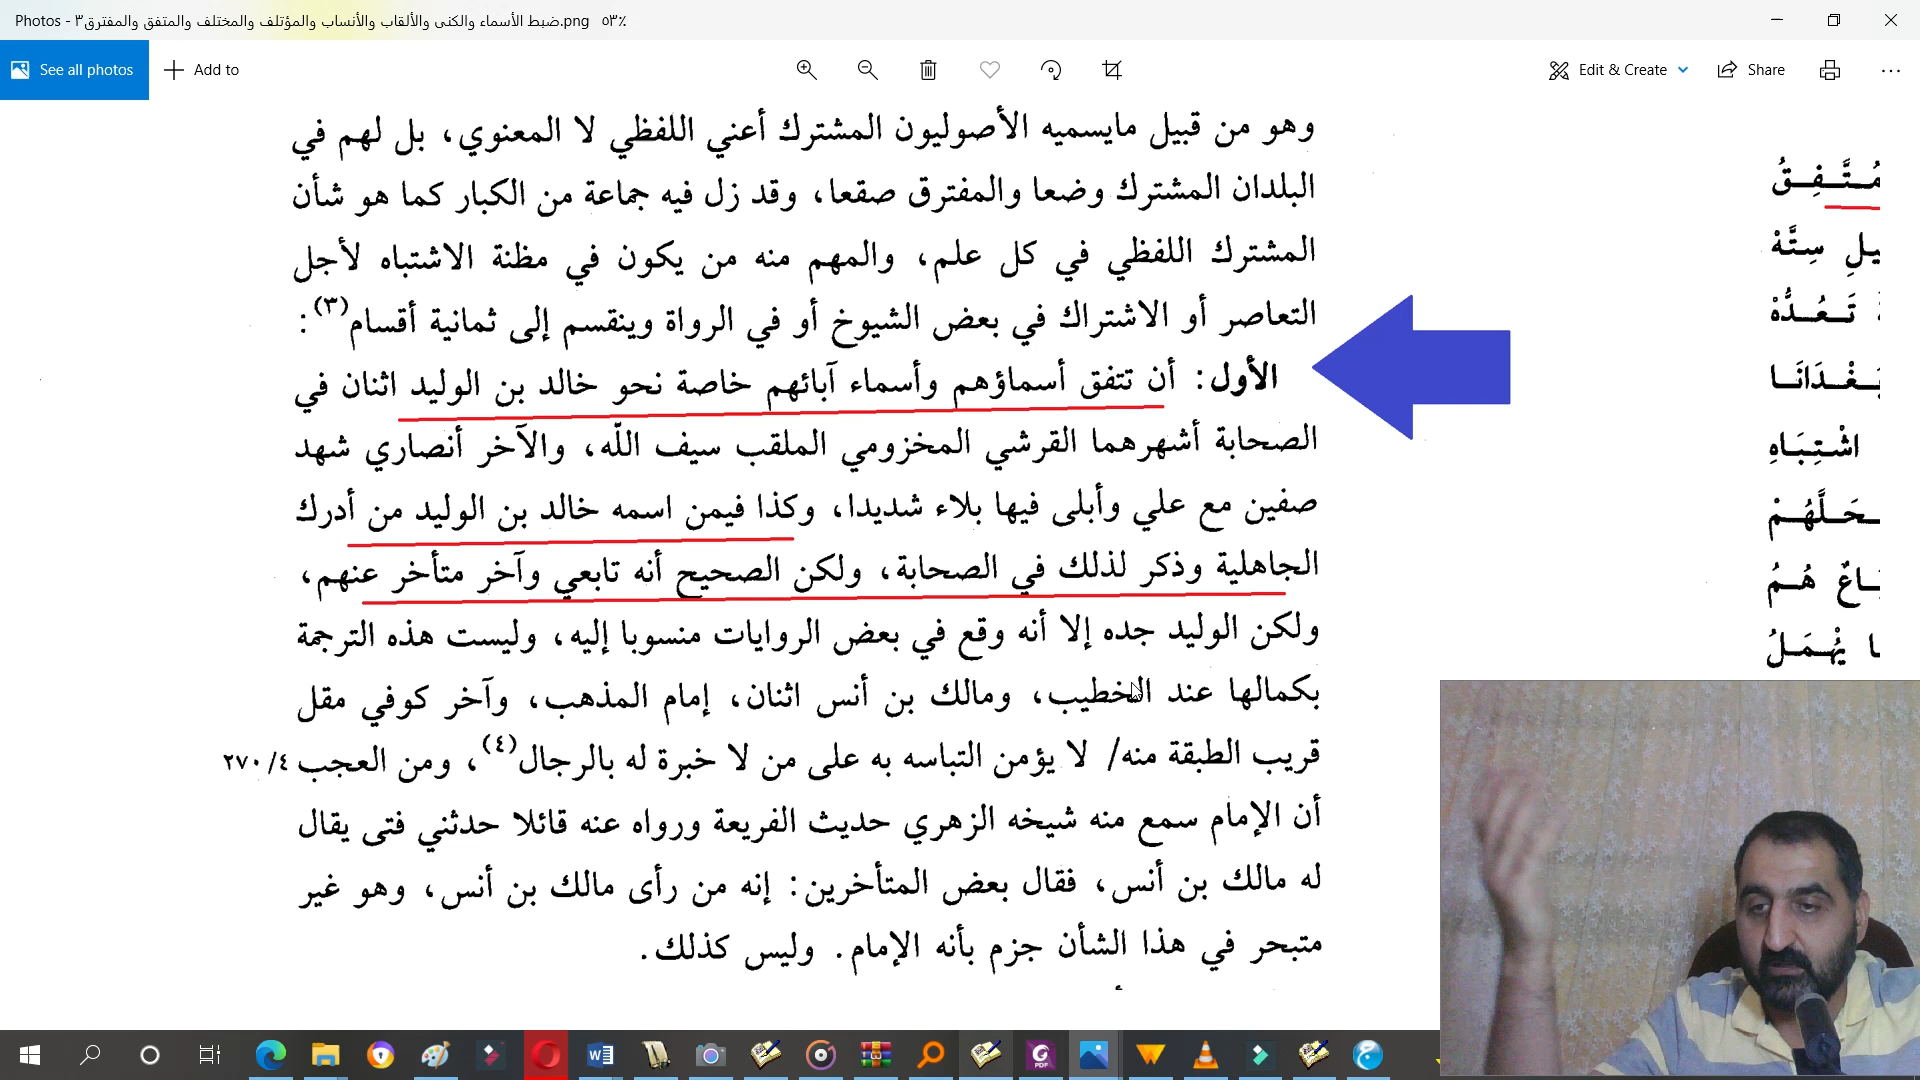 Photos - ضبط الأسماء والكنى والألقاب والأنساب والمؤتلف والمختلف والمتفق والمفترق٣.png ٥٣٪
See all photos
Add to
Edit & Create
Share
وهو من قبيل مايسميه الأصوليون المشترك أعني اللفظي لا المعنوي، بل لهم في
البلدان المشترك وضعا والمفترق صقعا، وقد زل فيه جماعة من الكبار كما هو شأن
المشترك اللفظي في كل علم، والمهم منه من يكون في مظنة الاشتباه لأجل
التعاصر أو الاشتراك في بعض الشيوخ أو في الرواة وينقسم إلى ثمانية أقسام(٣):
الأول: أن تتفق أسماؤهم وأسماء آبائهم خاصة نحو خالد بن الوليد اثنان في
الصحابة أشهرهما القرشي المخزومي الملقب سيف اللّه، والآخر أنصاري شهد
صفين مع علي وأبلى فيها بلاء شديدا، وكذا فيمن اسمه خالد بن الوليد من أدرك
الجاهلية وذكر لذلك في الصحابة، ولكن الصحيح أنه تابعي وآخر متأخر عنهم،
ولكن الوليد جده إلا أنه وقع في بعض الروايات منسوبا إليه، وليست هذه الترجمة
بكمالها عند الخطيب، ومالك بن أنس اثنان، إمام المذهب، وآخر كوفي مقل
قريب الطبقة منه/ لا يؤمن التباسه به على من لا خبرة له بالرجال(٤)، ومن العجب ٤/ ٢٧٠
أن الإمام سمع منه شيخه الزهري حديث الفريعة ورواه عنه قائلا حدثني فتى يقال
له مالك بن أنس، فقال بعض المتأخرين: إنه من رأى مالك بن أنس، وهو غير
متبحر في هذا الشأن جزم بأنه الإمام. وليس كذلك.
مُتَّفِقُ
سِتَّهْ
تَعُدُّهْ
اشْتِبَاهِ
هُمُ
يُهْمَلُ